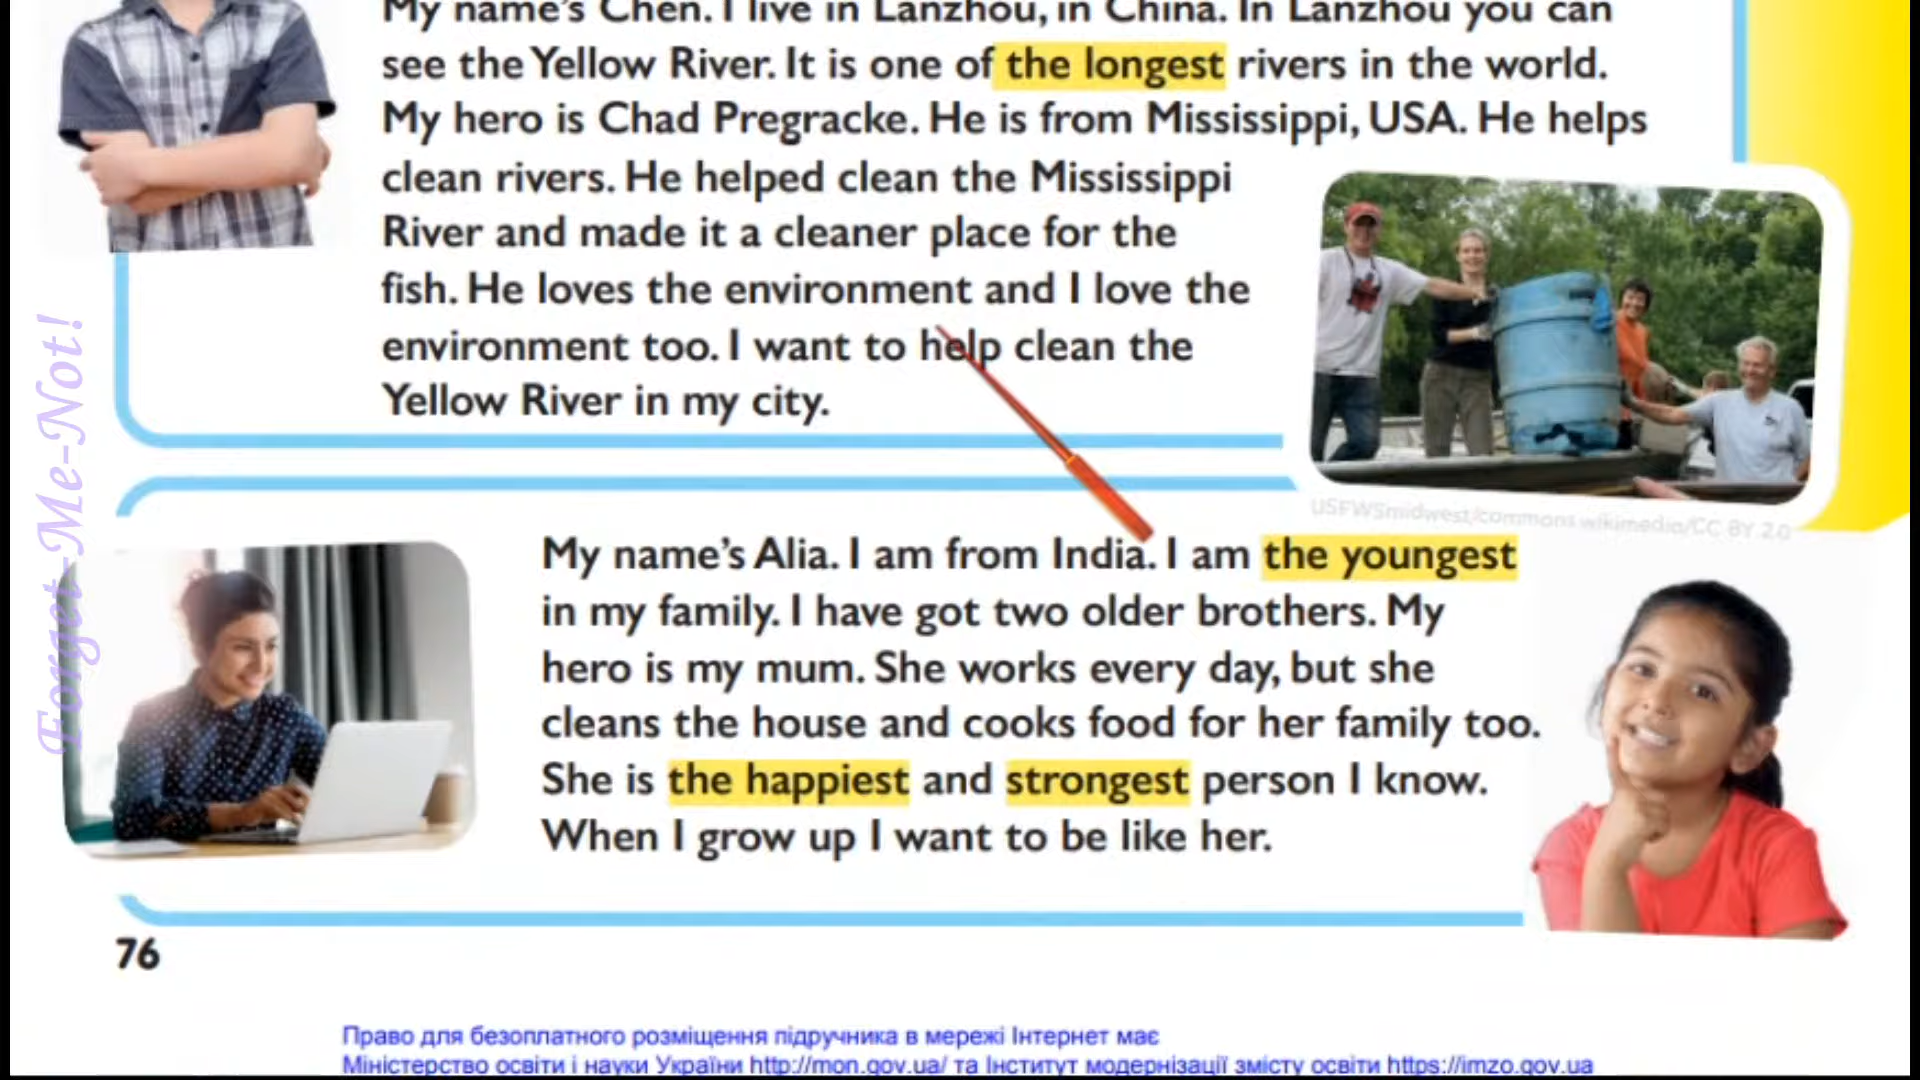 My name's Chen. I live in Lanzhou, in China. In Lanzhou you can
see the Yellow River. It is one of the longest rivers in the world.
My hero is Chad Pregracke. He is from Mississippi, USA. He helps
clean rivers. He helped clean the Mississippi
River and made it a cleaner place for the
fish. He loves the environment and I love the
environment too. I want to help clean the
Yellow River in my city.
USFWSmidwest/commons.wikimedia/CC BY 2.0
My name's Alia. I am from India. I am the youngest
in my family. I have got two older brothers. My
hero is my mum. She works every day, but she
cleans the house and cooks food for her family too.
She is the happiest and strongest person I know.
When I grow up I want to be like her.
Forget-Me-Not!
76
Право для безоплатного розміщення підручника в мережі Інтернет має
Міністерство освіти і науки України http://mon.gov.ua/ та Інститут модернізації змісту освіти https://imzo.gov.ua